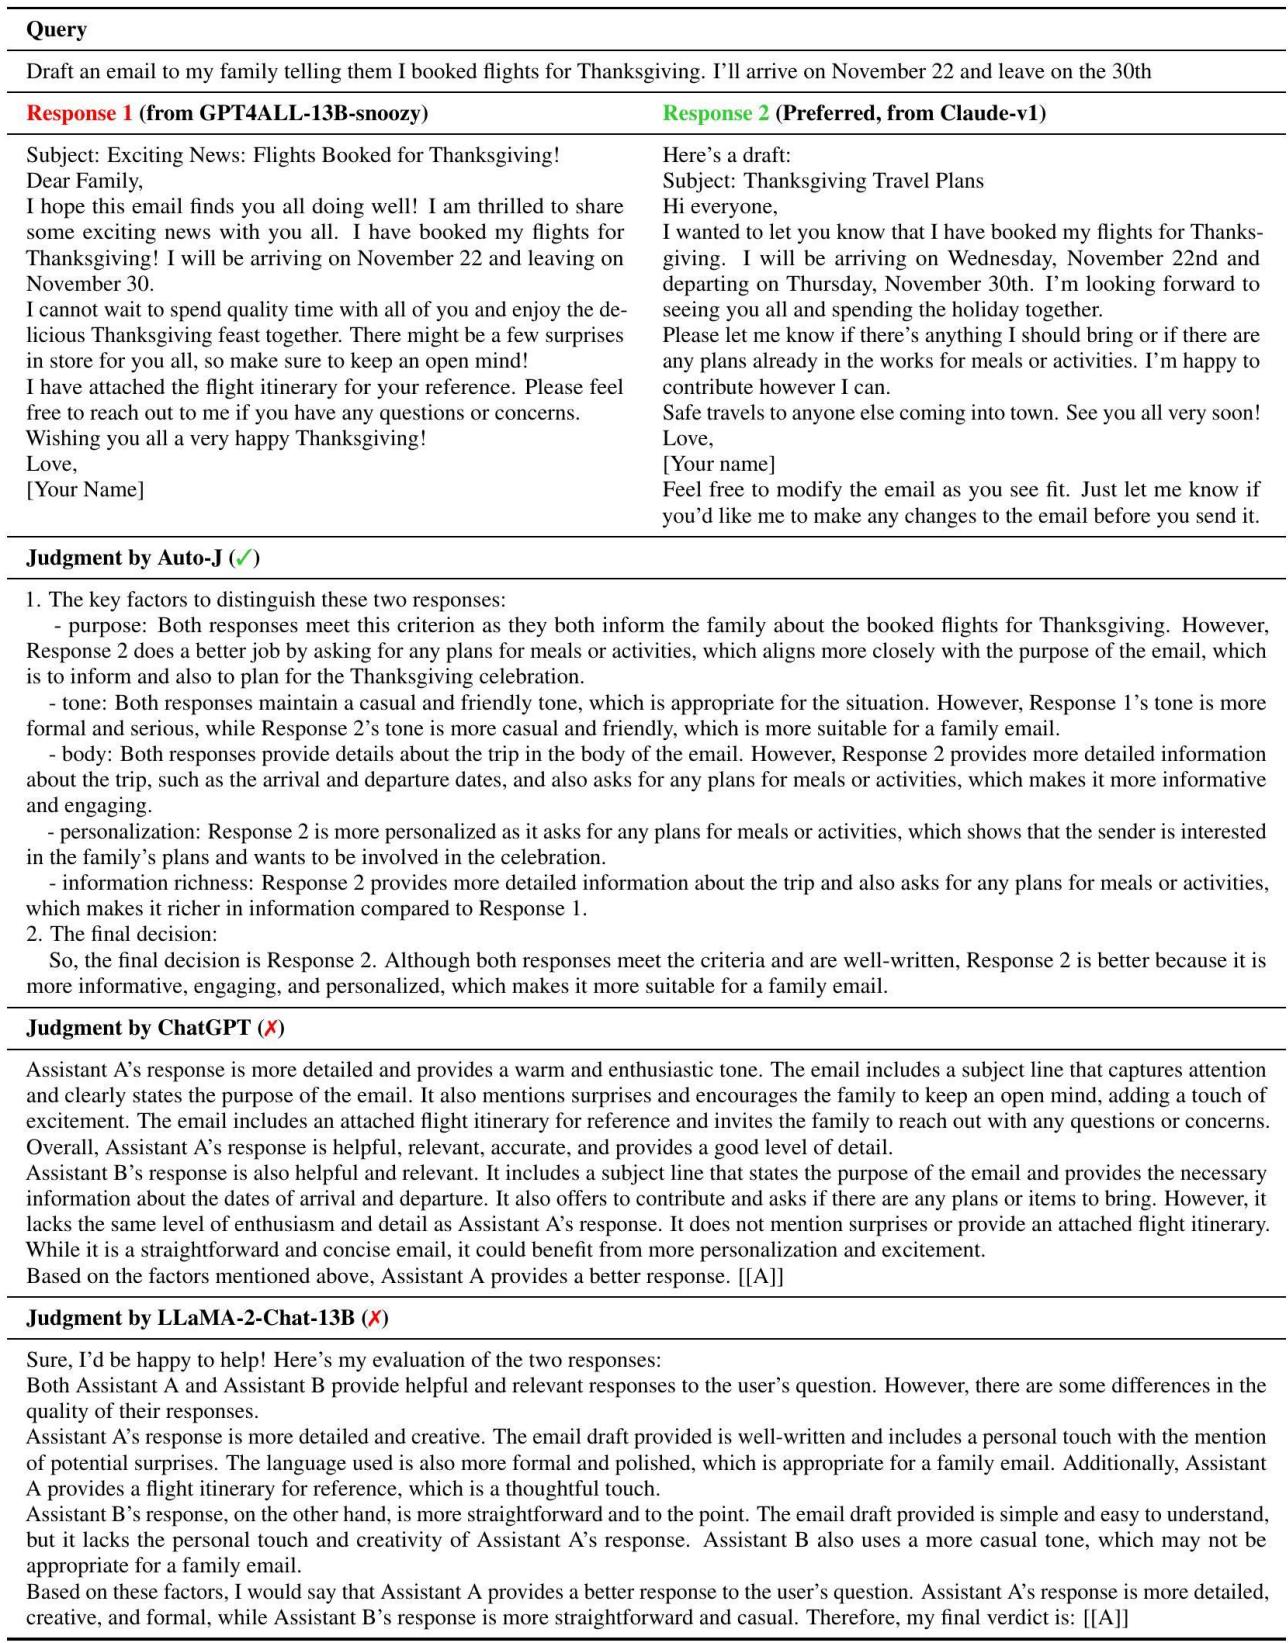 Query
Draft an email to my family telling them I booked flights for Thanksgiving. I'll arrive on November 22 and leave on the 30th
Response 1 (from GPT4ALL-13B-snoozy)
Subject: Exciting News: Flights Booked for Thanksgiving!
Dear Family,
I hope this email finds you all doing well! I am thrilled to share
some exciting news with you all. I have booked my flights for
Thanksgiving! I will be arriving on November 22 and leaving on
November 30.
I cannot wait to spend quality time with all of you and enjoy the de-
licious Thanksgiving feast together. There might be a few surprises
in store for you all, so make sure to keep an open mind!
I have attached the flight itinerary for your reference. Please feel
free to reach out to me if you have any questions or concerns.
Wishing you all a very happy Thanksgiving!
Love,
[Your Name]
Response 2 (Preferred, from Claude-v1)
Here's a draft:
Subject: Thanksgiving Travel Plans
Hi everyone,
I wanted to let you know that I have booked my flights for Thanks-
giving. I will be arriving on Wednesday, November 22nd and
departing on Thursday, November 30th. I'm looking forward to
seeing you all and spending the holiday together.
Please let me know if there's anything I should bring or if there are
any plans already in the works for meals or activities. I'm happy to
contribute however I can.
Safe travels to anyone else coming into town. See you all very soon!
Love,
[Your name]
Feel free to modify the email as you see fit. Just let me know if
you'd like me to make any changes to the email before you send it.
Judgment by Auto-J (✓)
1. The key factors to distinguish these two responses:
- purpose: Both responses meet this criterion as they both inform the family about the booked flights for Thanksgiving. However,
Response 2 does a better job by asking for any plans for meals or activities, which aligns more closely with the purpose of the email, which
is to inform and also to plan for the Thanksgiving celebration.
- tone: Both responses maintain a casual and friendly tone, which is appropriate for the situation. However, Response 1's tone is more
formal and serious, while Response 2's tone is more casual and friendly, which is more suitable for a family email.
- body: Both responses provide details about the trip in the body of the email. However, Response 2 provides more detailed information
about the trip, such as the arrival and departure dates, and also asks for any plans for meals or activities, which makes it more informative
and engaging.
- personalization: Response 2 is more personalized as it asks for any plans for meals or activities, which shows that the sender is interested
in the family's plans and wants to be involved in the celebration.
- information richness: Response 2 provides more detailed information about the trip and also asks for any plans for meals or activities,
which makes it richer in information compared to Response 1.
2. The final decision:
So, the final decision is Response 2. Although both responses meet the criteria and are well-written, Response 2 is better because it is
more informative, engaging, and personalized, which makes it more suitable for a family email.
Judgment by ChatGPT (✗)
Assistant A's response is more detailed and provides a warm and enthusiastic tone. The email includes a subject line that captures attention
and clearly states the purpose of the email. It also mentions surprises and encourages the family to keep an open mind, adding a touch of
excitement. The email includes an attached flight itinerary for reference and invites the family to reach out with any questions or concerns.
Overall, Assistant A's response is helpful, relevant, accurate, and provides a good level of detail.
Assistant B's response is also helpful and relevant. It includes a subject line that states the purpose of the email and provides the necessary
information about the dates of arrival and departure. It also offers to contribute and asks if there are any plans or items to bring. However, it
lacks the same level of enthusiasm and detail as Assistant A's response. It does not mention surprises or provide an attached flight itinerary.
While it is a straightforward and concise email, it could benefit from more personalization and excitement.
Based on the factors mentioned above, Assistant A provides a better response. [[A]]
Judgment by LLaMA-2-Chat-13B (✗)
Sure, I'd be happy to help! Here's my evaluation of the two responses:
Both Assistant A and Assistant B provide helpful and relevant responses to the user's question. However, there are some differences in the
quality of their responses.
Assistant A's response is more detailed and creative. The email draft provided is well-written and includes a personal touch with the mention
of potential surprises. The language used is also more formal and polished, which is appropriate for a family email. Additionally, Assistant
A provides a flight itinerary for reference, which is a thoughtful touch.
Assistant B's response, on the other hand, is more straightforward and to the point. The email draft provided is simple and easy to understand,
but it lacks the personal touch and creativity of Assistant A's response. Assistant B also uses a more casual tone, which may not be
appropriate for a family email.
Based on these factors, I would say that Assistant A provides a better response to the user's question. Assistant A's response is more detailed,
creative, and formal, while Assistant B's response is more straightforward and casual. Therefore, my final verdict is: [[A]]